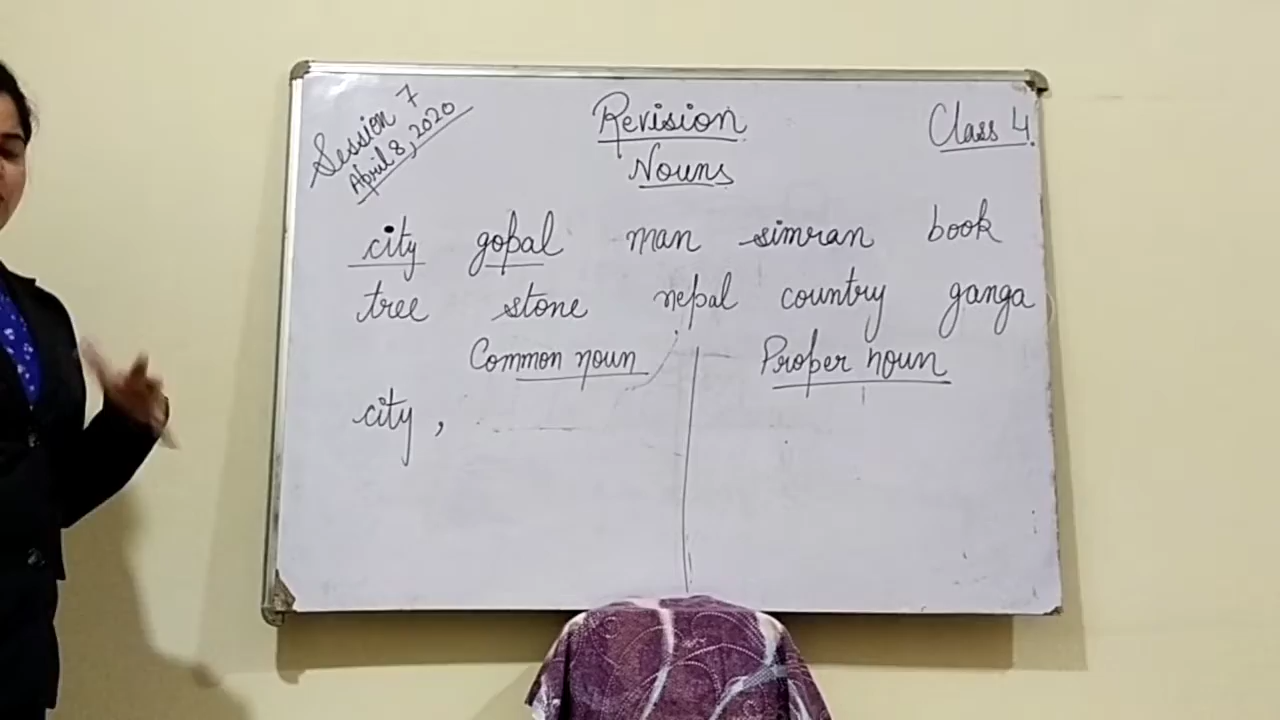 Session 7
April 8, 2020
Revision
Class 4.
Nouns
city gopal man simran book
tree stone nepal country ganga
Common noun Proper noun
city ,